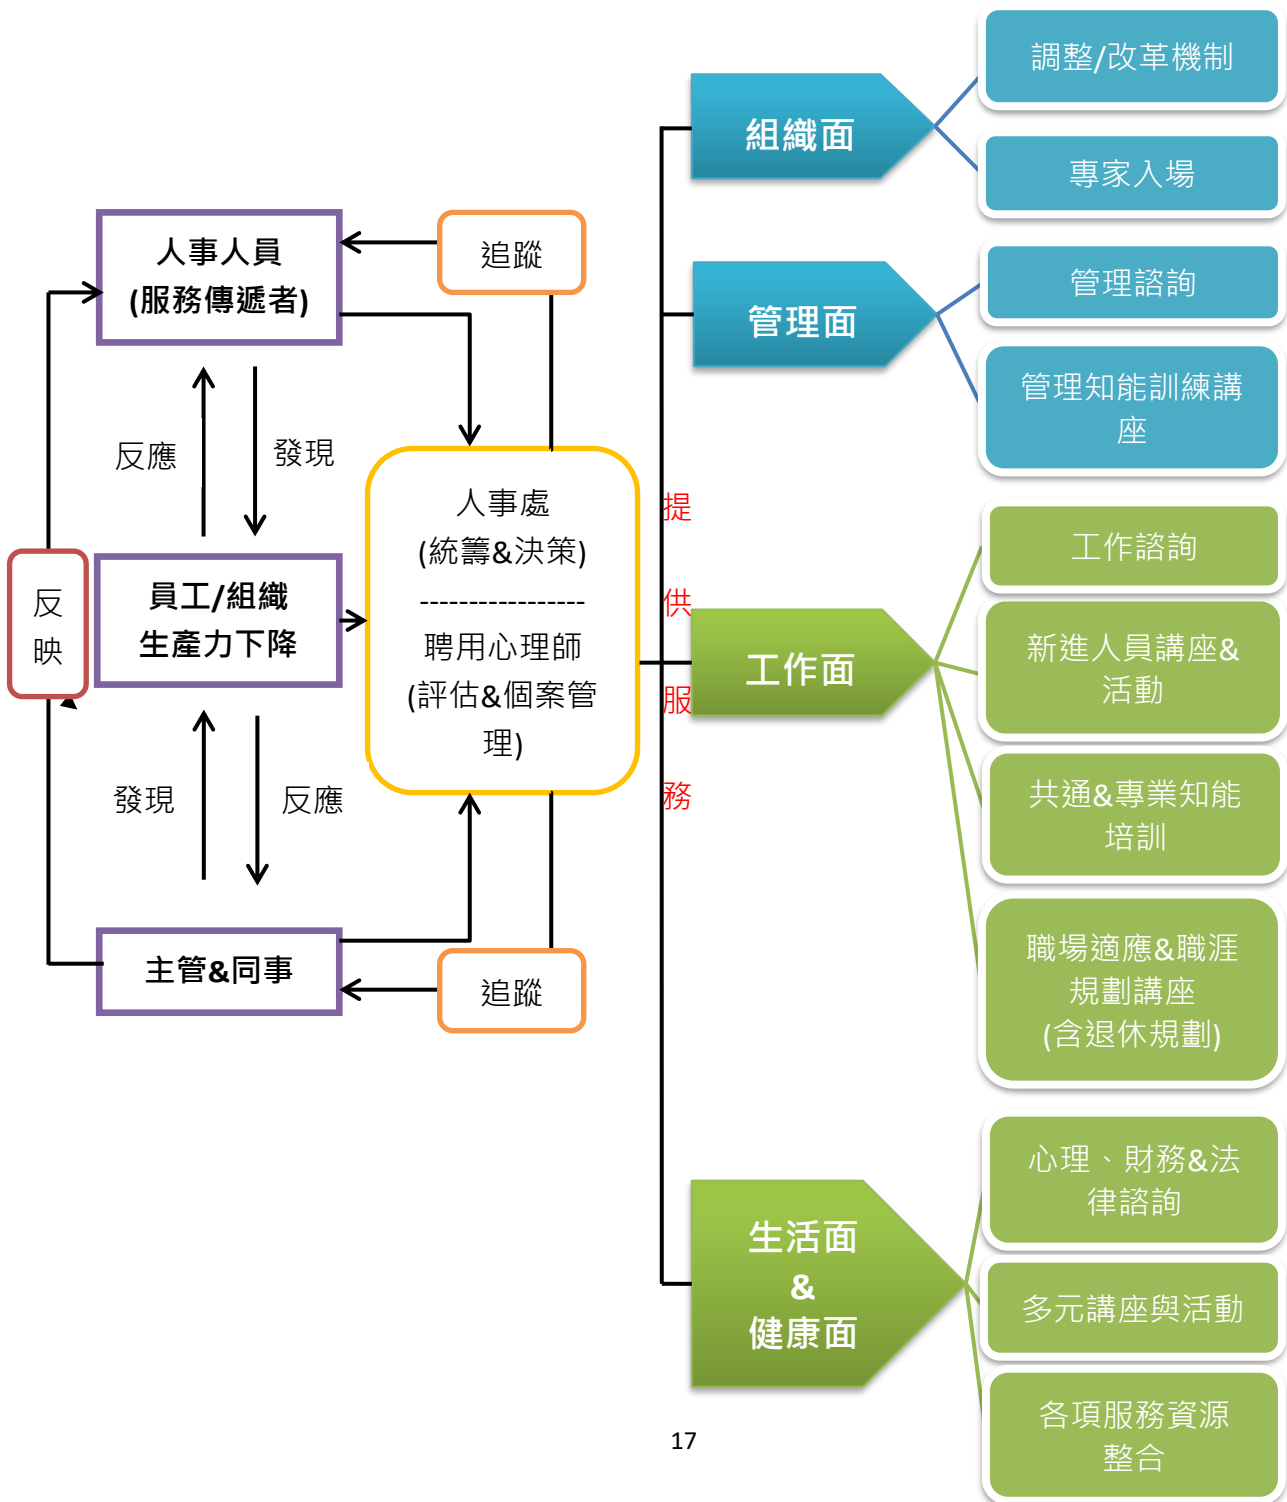 人事人員
(服務傳遞者)
追蹤
反應
發現
反
映
員工/組織
生產力下降
人事處
(統籌&決策)
-----------------
聘用心理師
(評估&個案管
理)
發現
反應
主管&同事
追蹤
提
供
服
務
組織面
調整/改革機制
專家入場
管理面
管理諮詢
管理知能訓練講
座
工作面
工作諮詢
新進人員講座&
活動
共通&專業知能
培訓
職場適應&職涯
規劃講座
(含退休規劃)
生活面
&
健康面
心理、財務&法
律諮詢
多元講座與活動
各項服務資源
整合
17